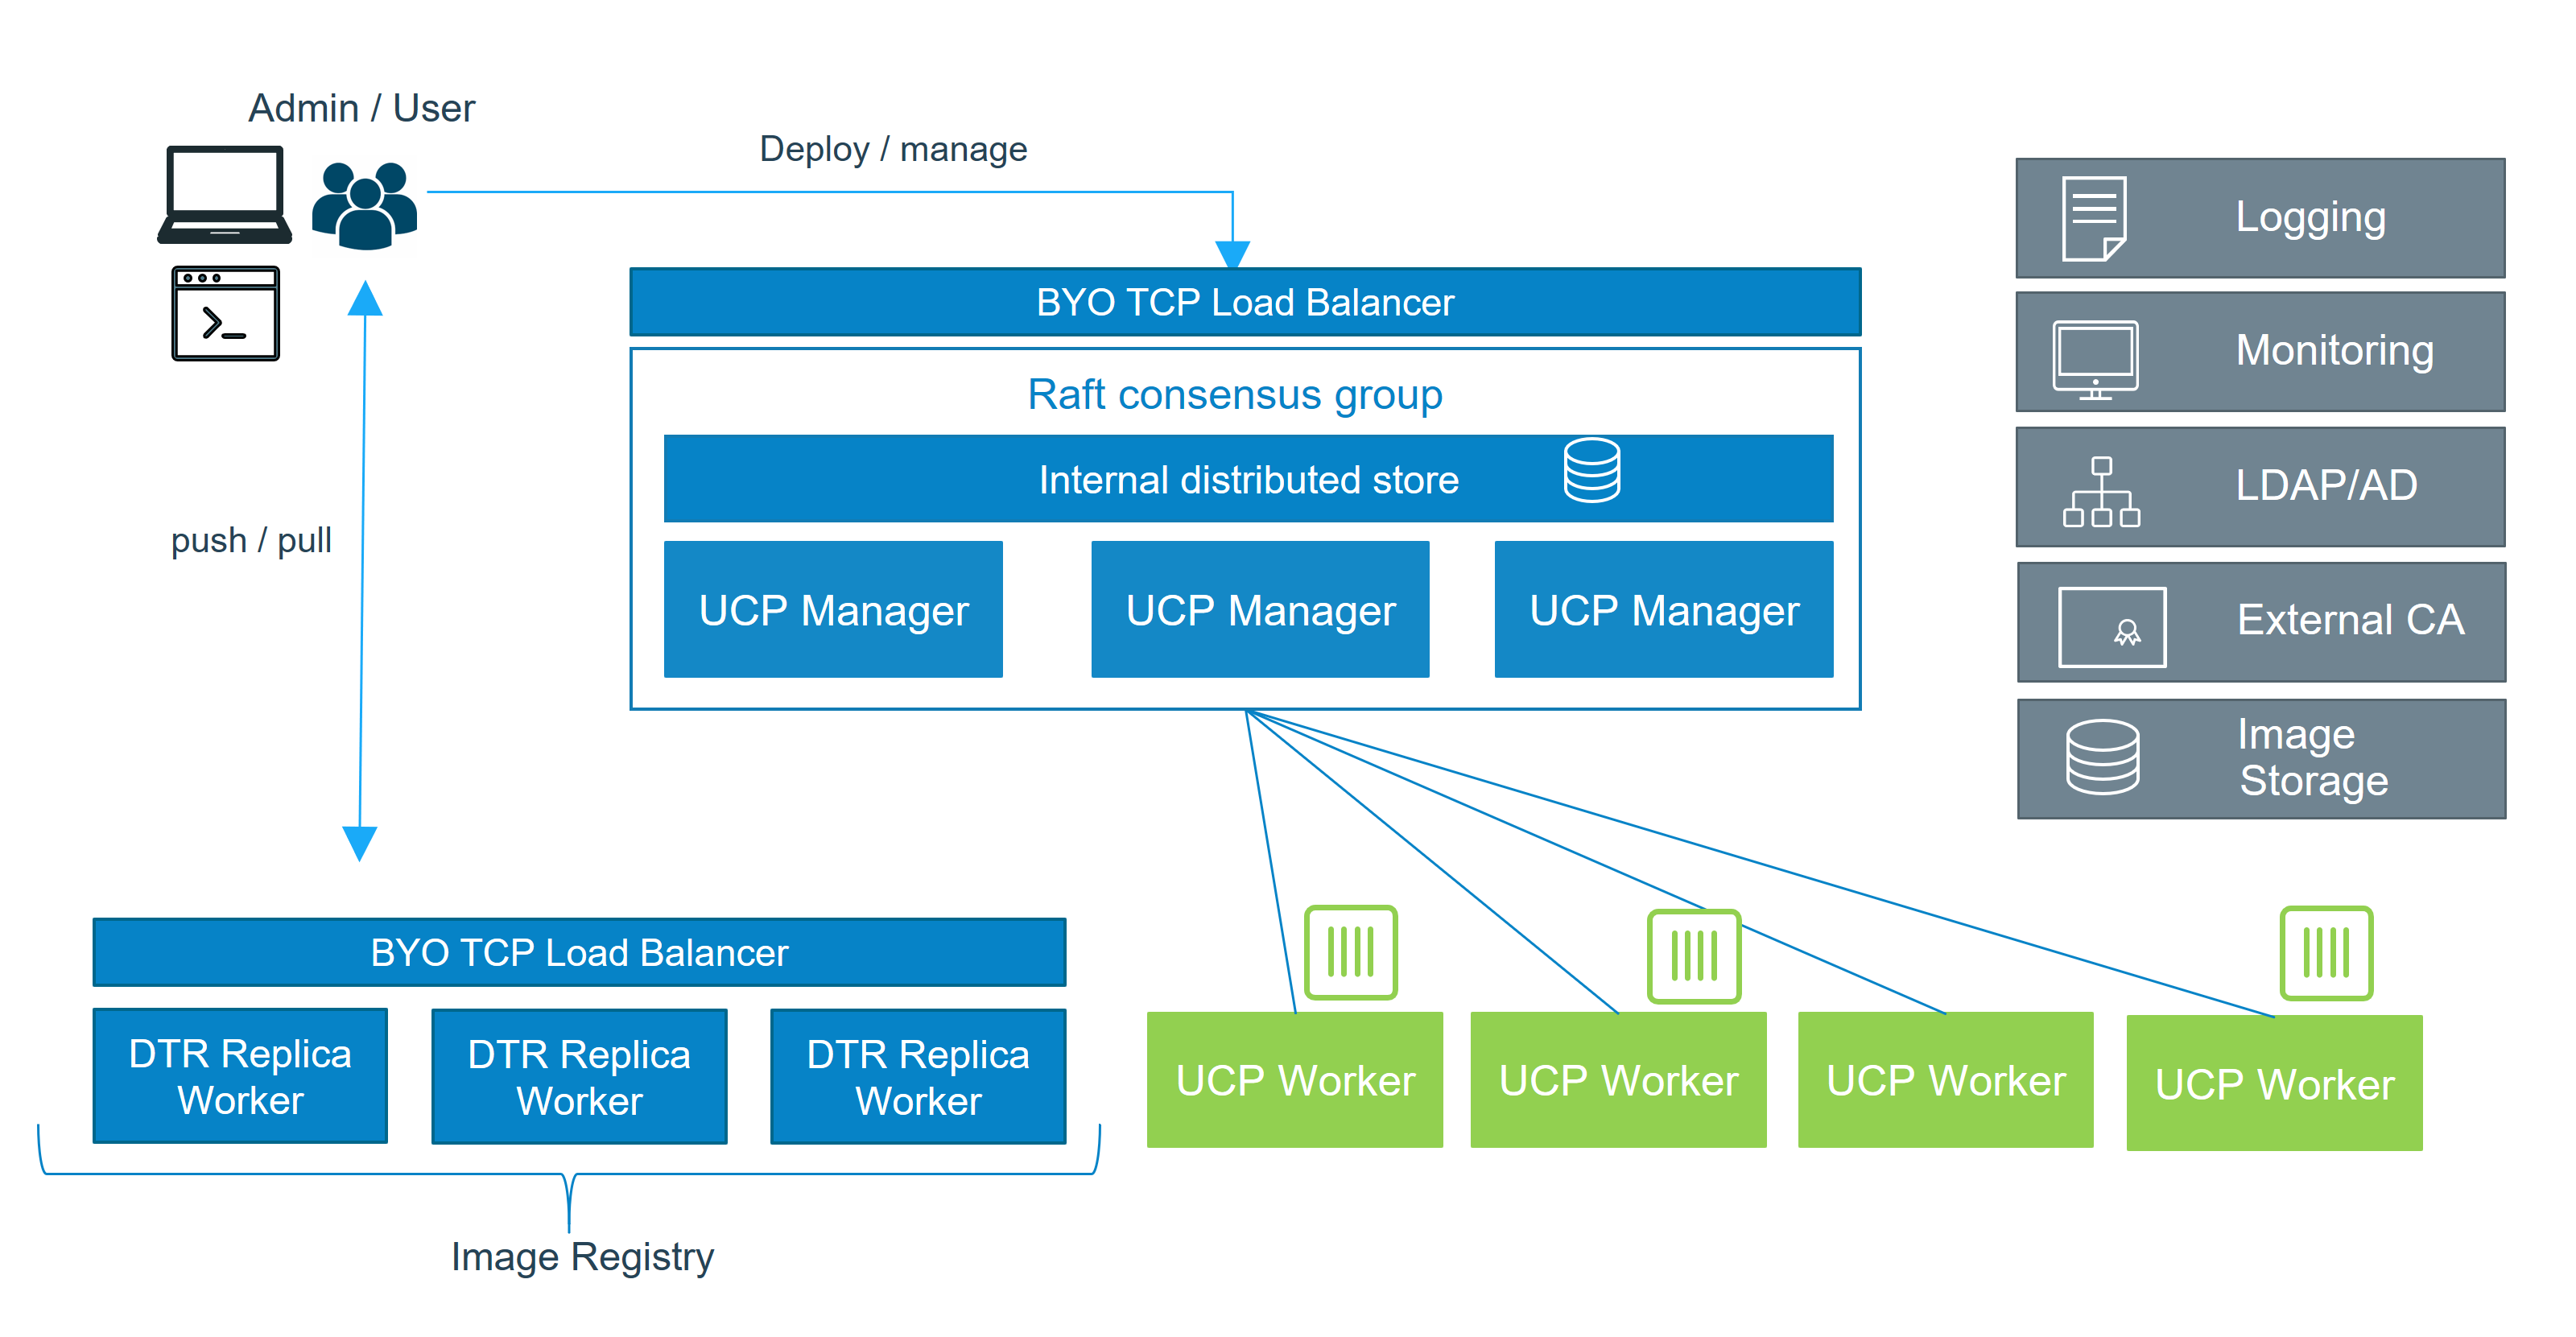 Admin / User
Deploy / manage
BYO TCP Load Balancer
Raft consensus group
Internal distributed store
UCP Manager
UCP Manager
UCP Manager
Logging
Monitoring
LDAP/AD
External CA
Image
Storage
push / pull
BYO TCP Load Balancer
DTR Replica
Worker
DTR Replica
Worker
DTR Replica
Worker
Image Registry
UCP Worker
UCP Worker
UCP Worker
UCP Worker